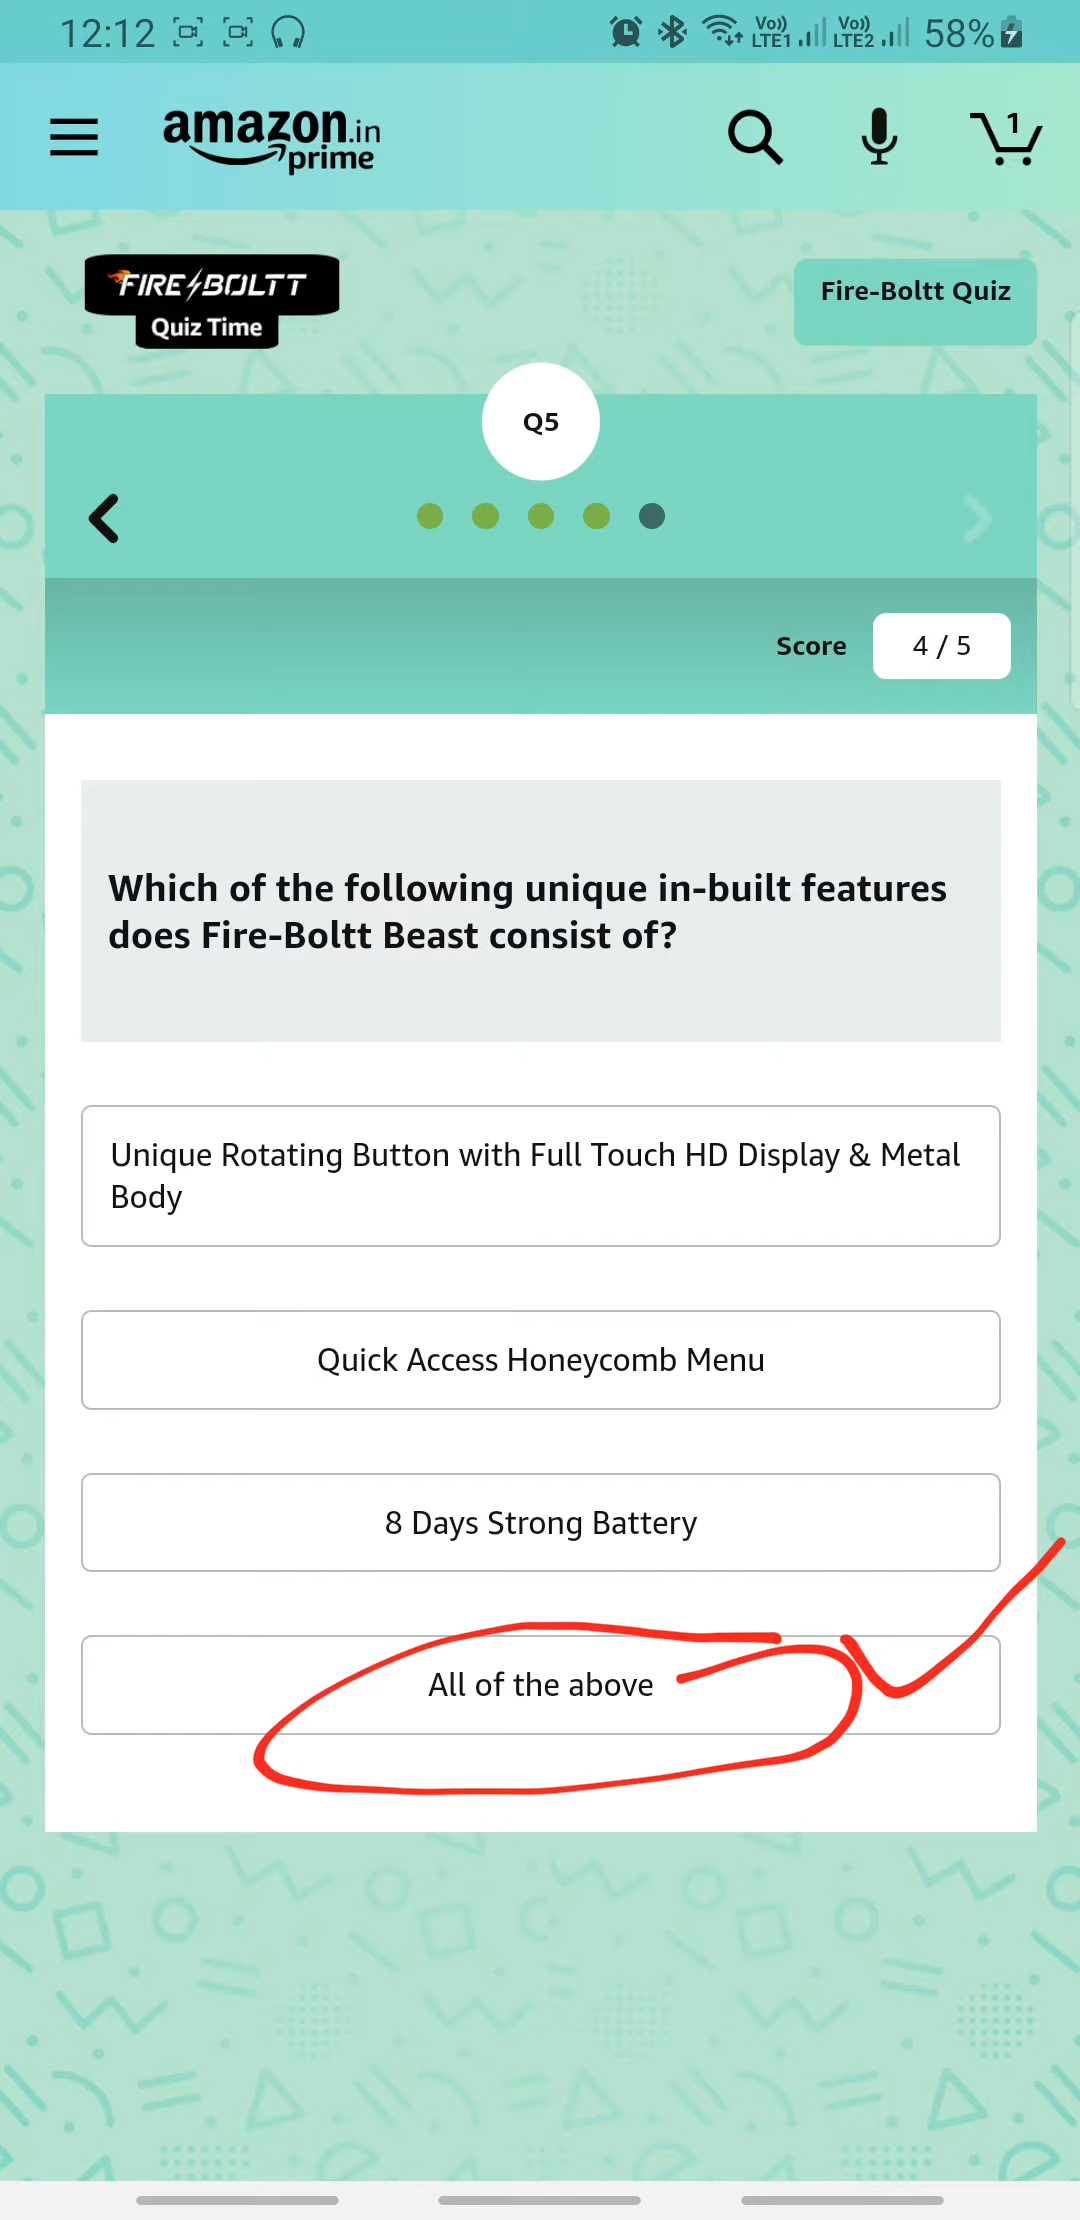 12:12 Vo)) LTE1 Vo)) LTE2 58%
amazon.in
prime
1
FIRE BOLTT
Quiz Time
Fire-Boltt Quiz
Q5
Score 4 / 5
Which of the following unique in-built features
does Fire-Boltt Beast consist of?
Unique Rotating Button with Full Touch HD Display & Metal
Body
Quick Access Honeycomb Menu
8 Days Strong Battery
All of the above